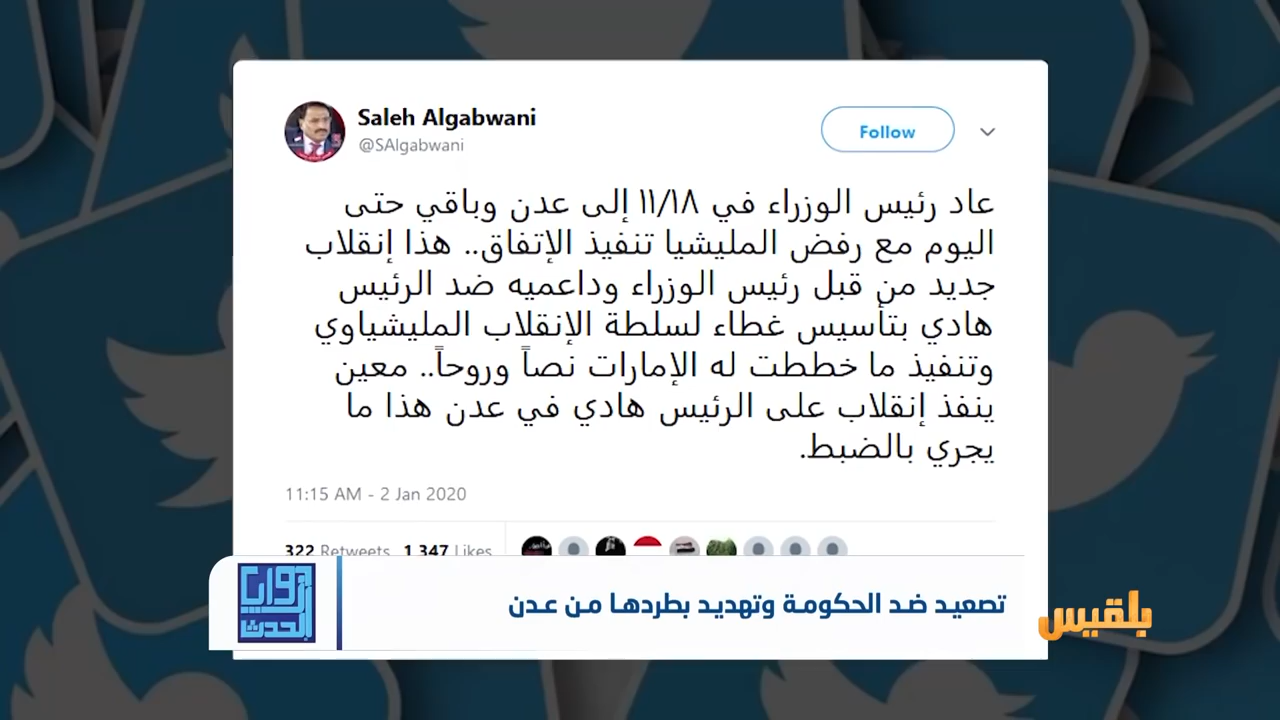 Saleh Algabwani
@SAlgabwani
Follow
عاد رئيس الوزراء في ١١/١٨ إلى عدن وباقي حتى
اليوم مع رفض المليشيا تنفيذ الإتفاق.. هذا إنقلاب
جديد من قبل رئيس الوزراء وداعميه ضد الرئيس
هادي بتأسيس غطاء لسلطة الإنقلاب المليشياوي
وتنفيذ ما خططت له الإمارات نصاً وروحاً.. معين
ينفذ إنقلاب على الرئيس هادي في عدن هذا ما
يجري بالضبط.
11:15 AM - 2 Jan 2020
322 Retweets 1,347 Likes
زوايا الحدث
تصعيد ضد الحكومة وتهديد بطردها من عدن
بلقيس